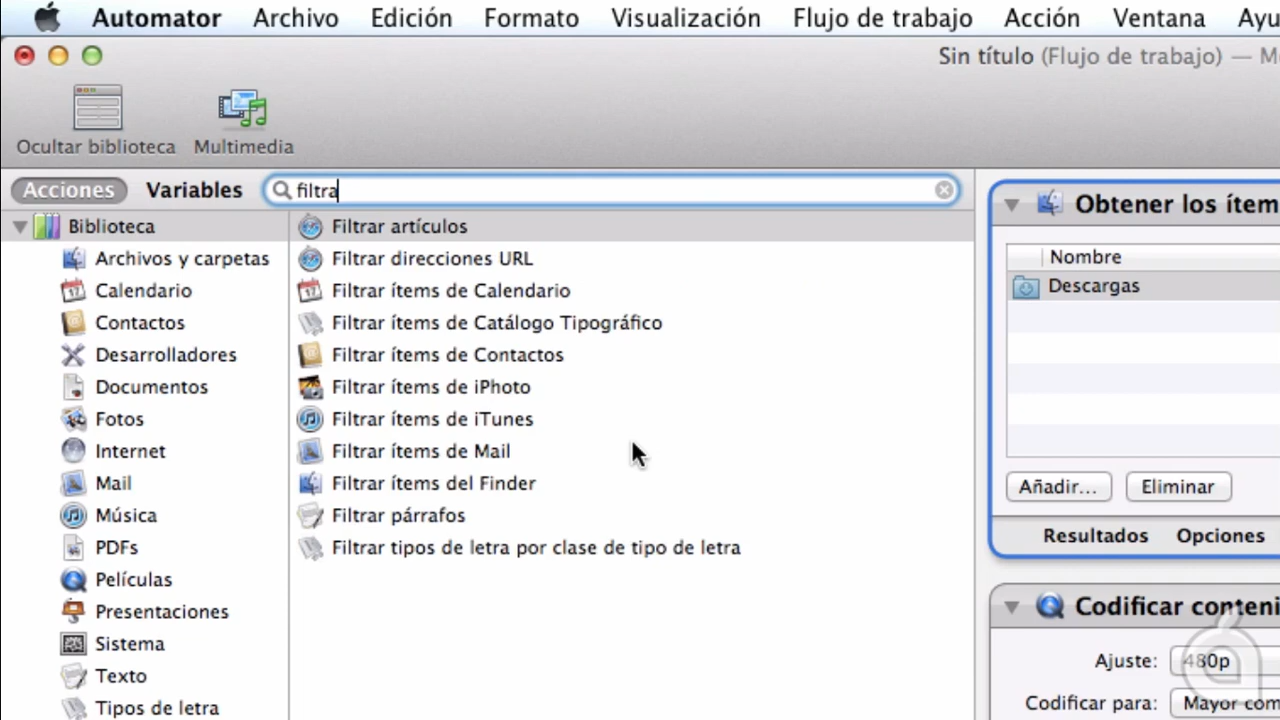 Automator Archivo Edición Formato Visualización Flujo de trabajo Acción Ventana
Sin título (Flujo de trabajo) —
Ocultar biblioteca Multimedia
Acciones Variables filtra
Biblioteca
Archivos y carpetas
Calendario
Contactos
Desarrolladores
Documentos
Fotos
Internet
Mail
Música
PDFs
Películas
Presentaciones
Sistema
Texto
Tipos de letra
Filtrar artículos
Filtrar direcciones URL
Filtrar ítems de Calendario
Filtrar ítems de Catálogo Tipográfico
Filtrar ítems de Contactos
Filtrar ítems de iPhoto
Filtrar ítems de iTunes
Filtrar ítems de Mail
Filtrar ítems del Finder
Filtrar párrafos
Filtrar tipos de letra por clase de tipo de letra
Obtener los ítem
Nombre
Descargas
Añadir... Eliminar
Resultados Opciones
Codificar conteni
Ajuste: 480p
Codificar para: Mayor com